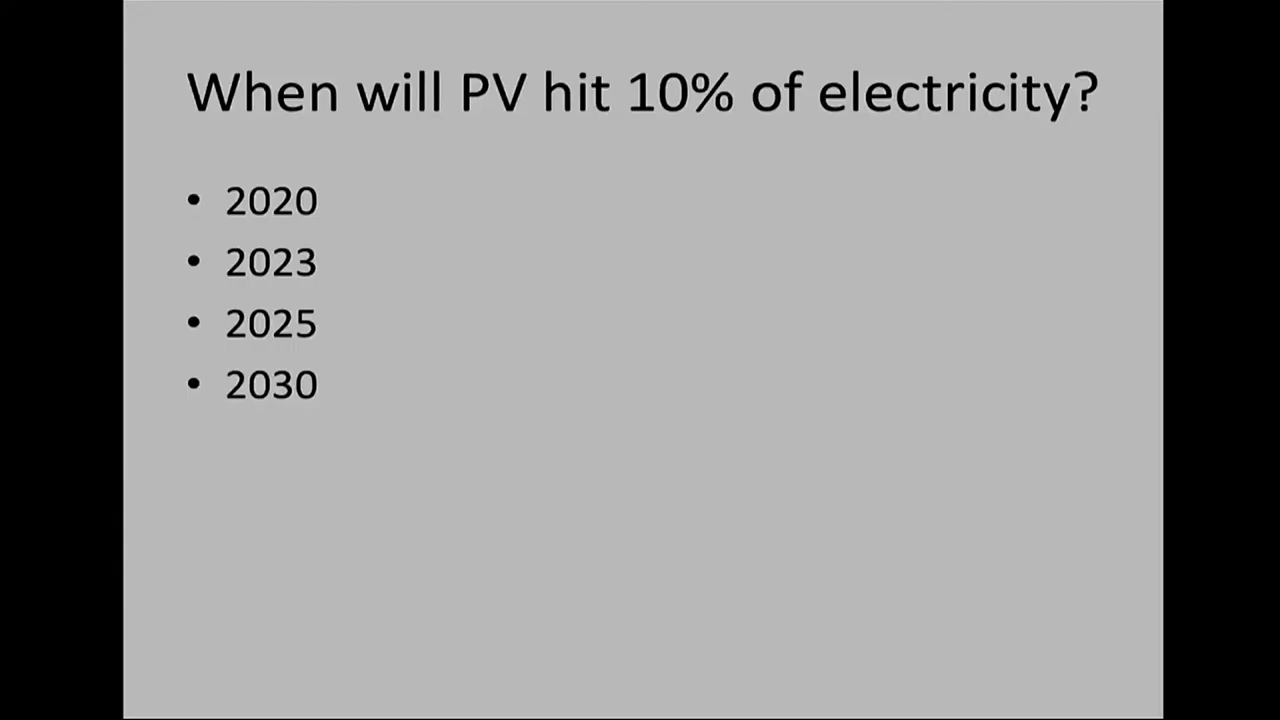 When will PV hit 10% of electricity?
• 2020
• 2023
• 2025
• 2030